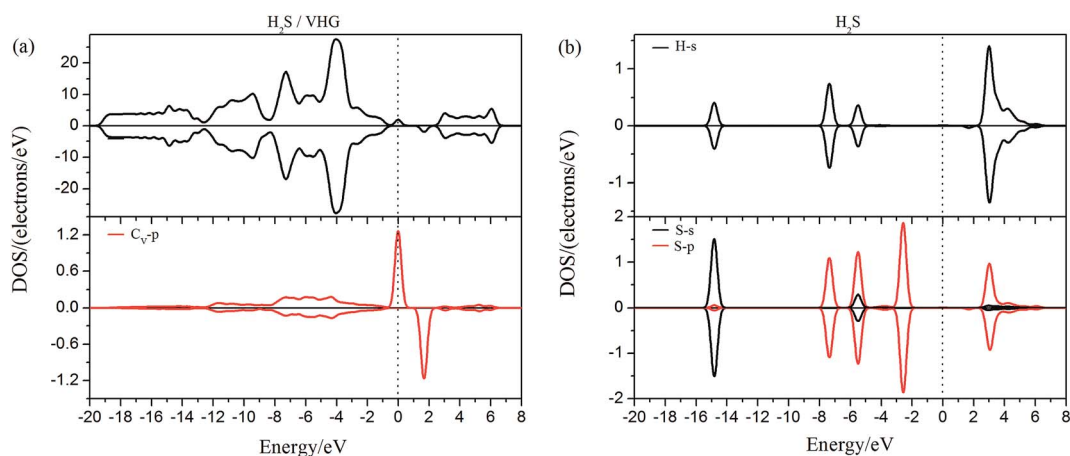 H₂S / VHG
(a)
DOS/(electrons/eV)
20
10
0
-10
-20
C_V-p
1.2
0.6
0.0
-0.6
-1.2
-20 -18 -16 -14 -12 -10 -8 -6 -4 -2 0 2 4 6 8
Energy/eV
H₂S
(b)
DOS/(electrons/eV)
H-s
1
0
-1
2
S-s
S-p
1
0
1
2
-20 -18 -16 -14 -12 -10 -8 -6 -4 -2 0 2 4 6 8
Energy/eV